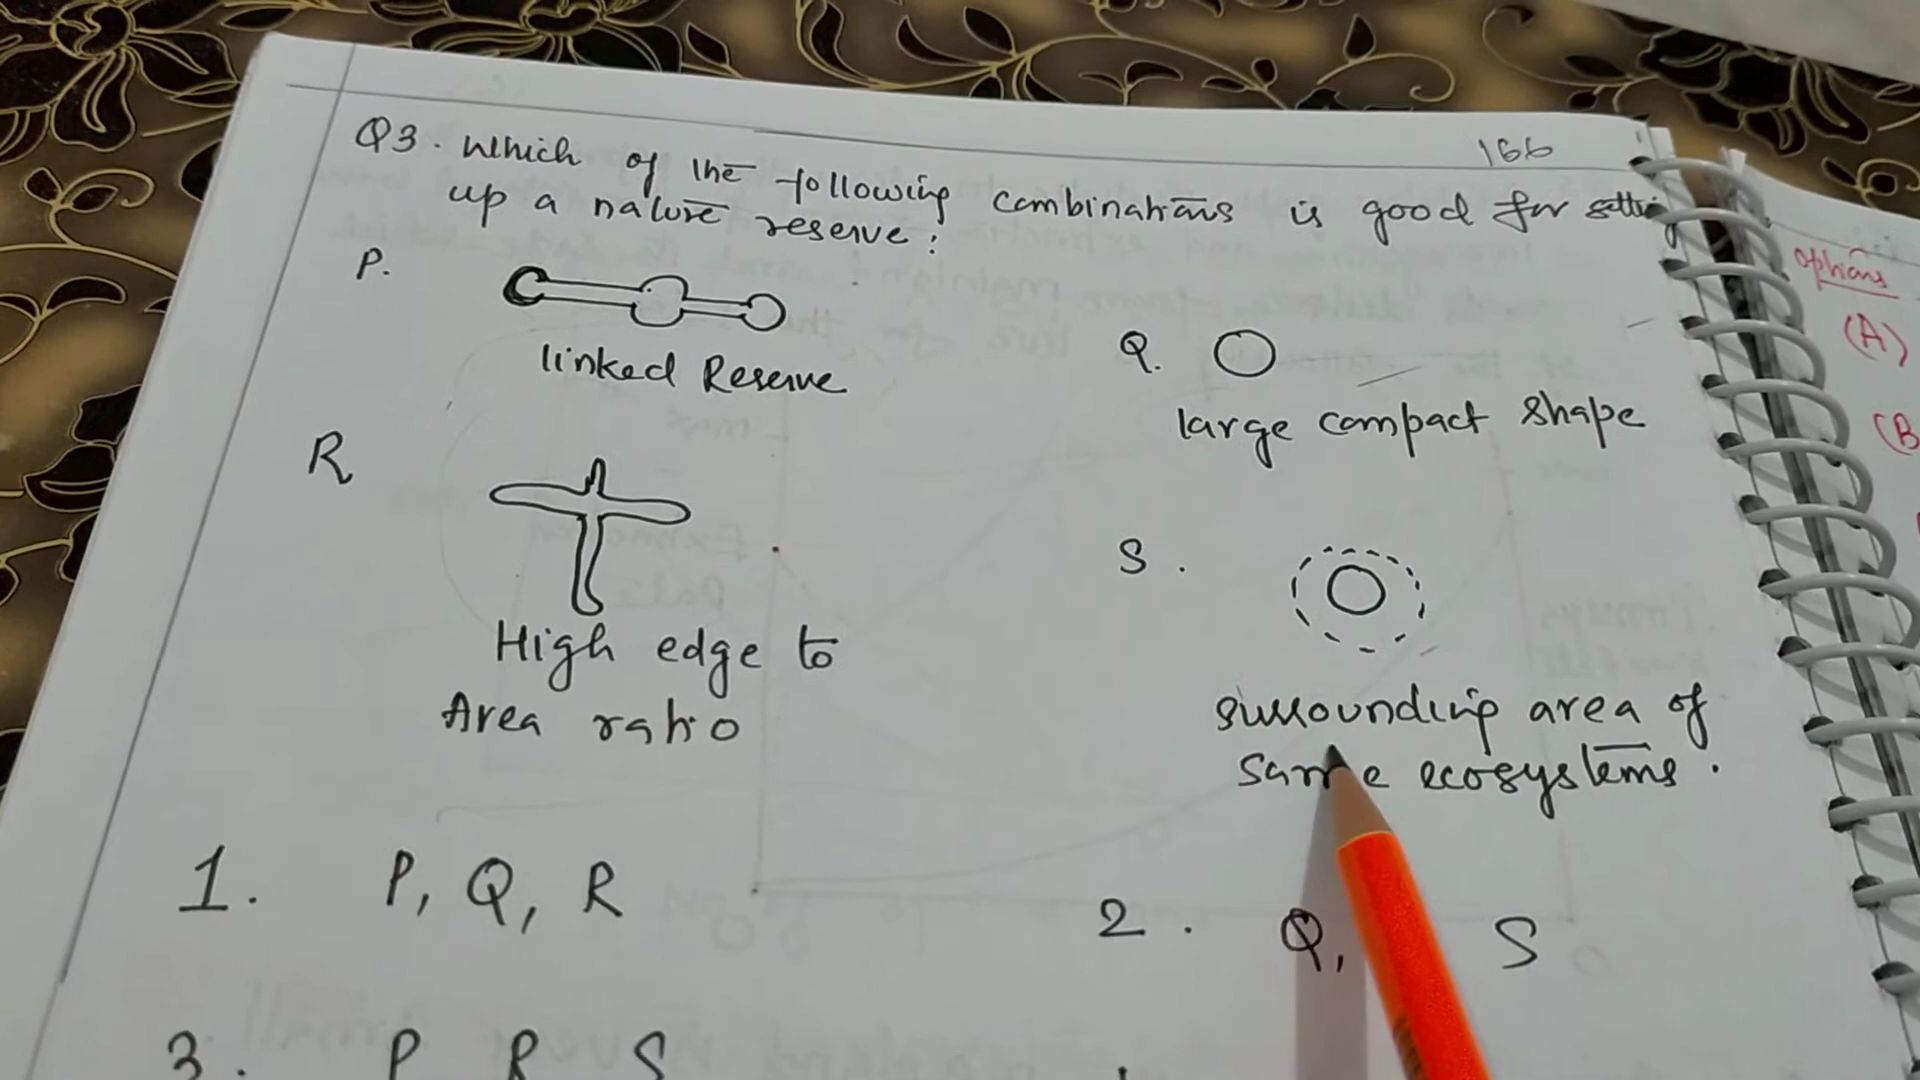 166
Q3. Which of the following combinations is good for setting
up a nature reserve:
P.
linked Reserve
Q.
large compact shape
R
High edge to
Area ratio
S.
surrounding area of
same ecosystems.
1. P, Q, R
2. Q, S
3. P R S
Options
(A)
(B